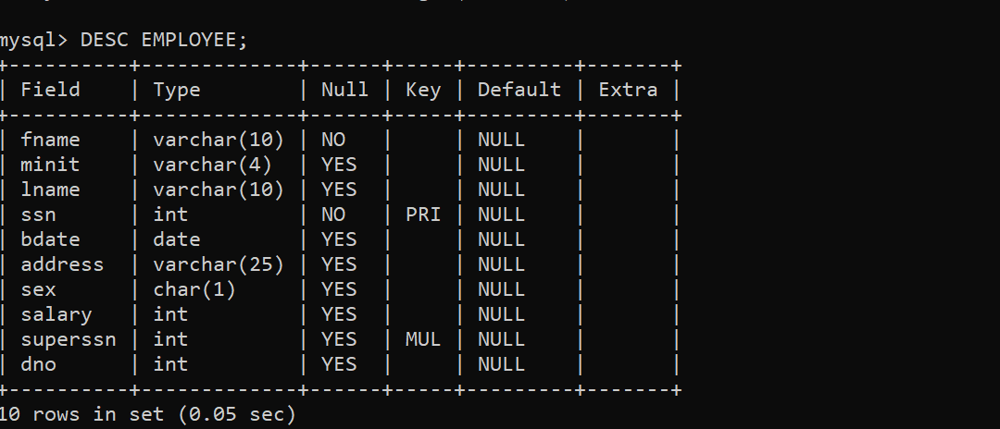 mysql> DESC EMPLOYEE;
+----------+-------------+------+-----+---------+-------+
| Field    | Type        | Null | Key | Default | Extra |
+----------+-------------+------+-----+---------+-------+
| fname    | varchar(10) | NO   |     | NULL    |       |
| minit    | varchar(4)  | YES  |     | NULL    |       |
| lname    | varchar(10) | YES  |     | NULL    |       |
| ssn      | int         | NO   | PRI | NULL    |       |
| bdate    | date        | YES  |     | NULL    |       |
| address  | varchar(25) | YES  |     | NULL    |       |
| sex      | char(1)     | YES  |     | NULL    |       |
| salary   | int         | YES  |     | NULL    |       |
| superssn | int         | YES  | MUL | NULL    |       |
| dno      | int         | YES  |     | NULL    |       |
+----------+-------------+------+-----+---------+-------+
10 rows in set (0.05 sec)